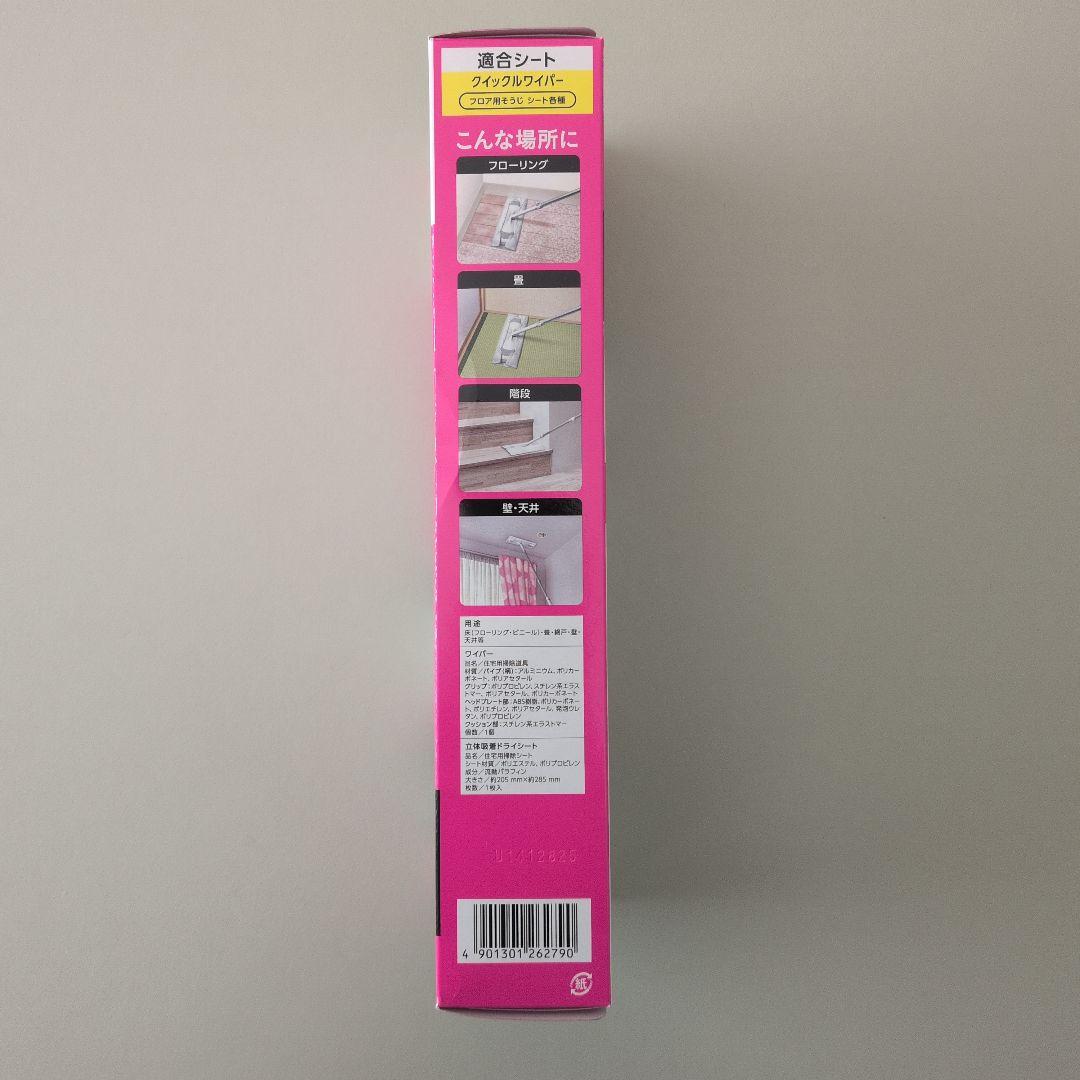 適合シート
クイックルワイパー
フロア用そうじ シート各種
こんな場所に
フローリング
畳
階段
壁・天井
用途
床(フローリング・ビニール)・畳・網戸・壁・
天井等
ワイパー
品名/住宅用掃除道具
材質/パイプ(柄):アルミニウム、ポリカー
ボネート、ポリアセタール
グリップ:ポリプロピレン、スチレン系エラス
トマー、ポリアセタール、ポリカーボネート
ヘッドプレート部:ABS樹脂、ポリカーボネー
ト、ポリエチレン、ポリアセタール、発泡ウレ
タン、ポリプロピレン
クッション部:スチレン系エラストマー
個数/1個
立体吸着ドライシート
品名/住宅用掃除シート
シート材質/ポリエステル、ポリプロピレン
成分/流動パラフィン
大きさ/約205 mm×約285 mm
枚数/1枚入
U1412825
4 901301 262790
紙